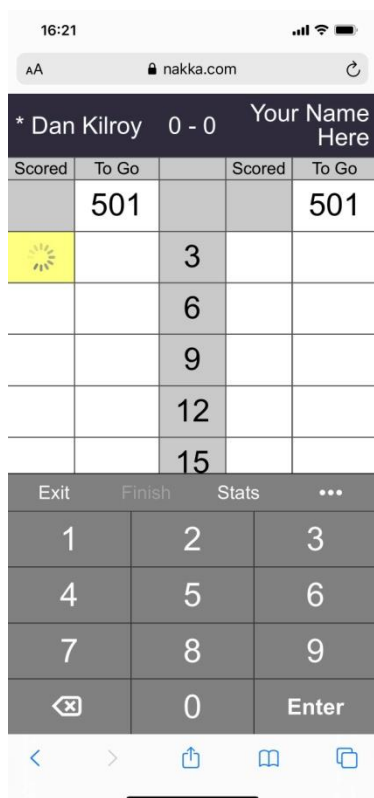 16:21
AA nakka.com
* Dan Kilroy 0 - 0 Your Name Here
Scored To Go Scored To Go
501 501
3
6
9
12
15
Exit Finish Stats •••
1 2 3
4 5 6
7 8 9
0 Enter